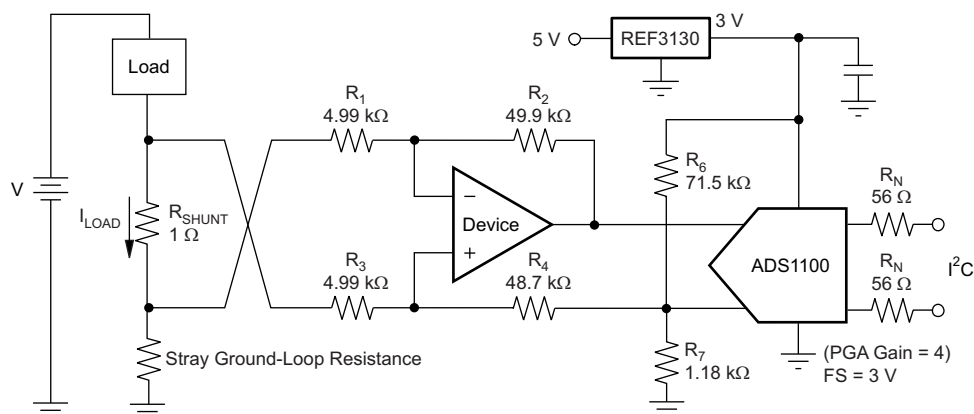 3 V
5 V
REF3130
Load
R1
4.99 kΩ
R2
49.9 kΩ
R6
71.5 kΩ
V
ILOAD
RSHUNT
1 Ω
−
Device
+
RN
56 Ω
ADS1100
I²C
R3
4.99 kΩ
R4
48.7 kΩ
RN
56 Ω
Stray Ground-Loop Resistance
R7
1.18 kΩ
(PGA Gain = 4)
FS = 3 V